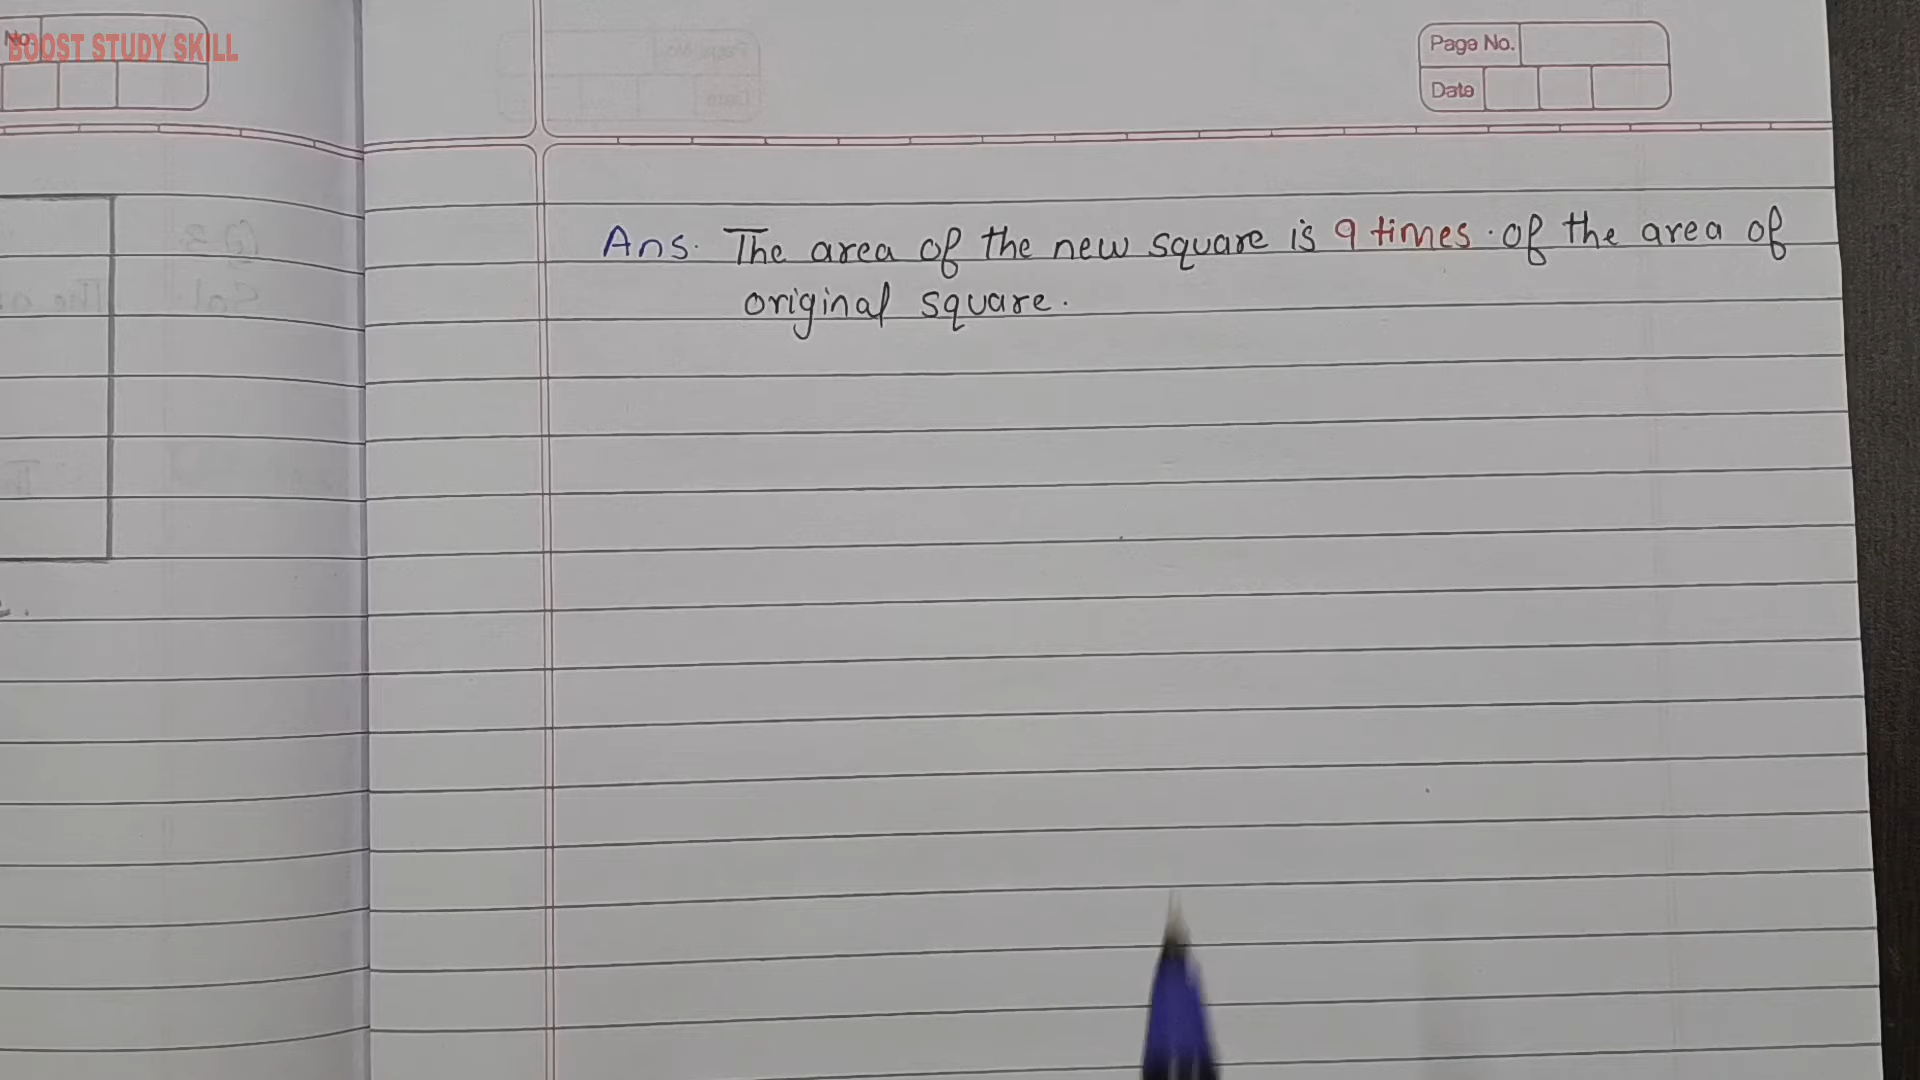 No.
BOOST STUDY SKILL
Page No.
Date
Ans. The area of the new square is 9 times. of the area of
original square.